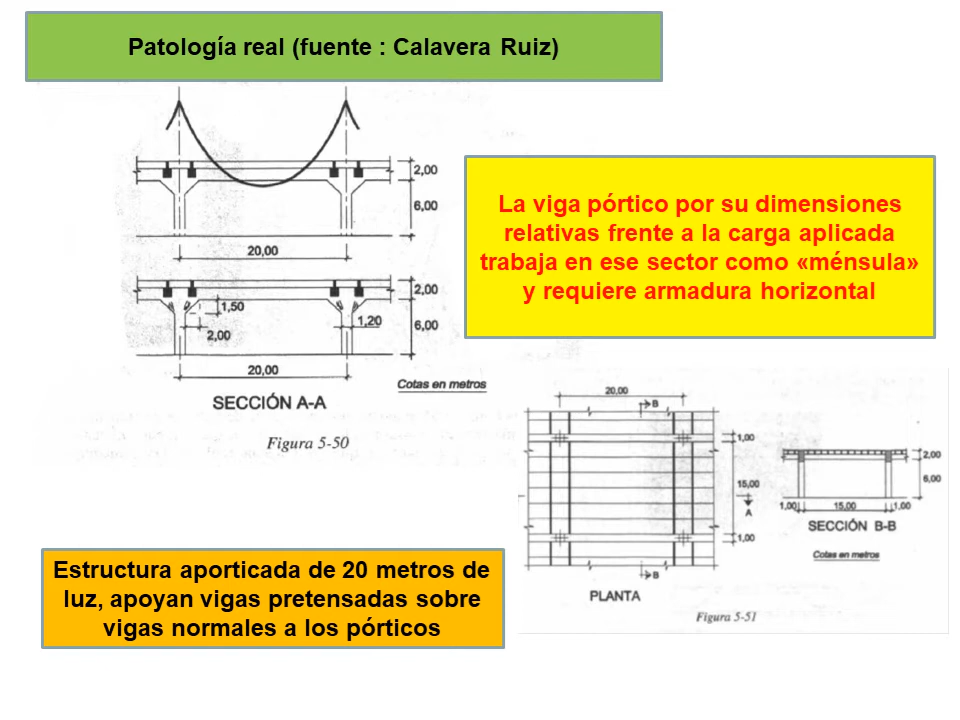 Patología real (fuente : Calavera Ruiz)
2,00
6,00
20,00
2,00
1,50
1,20
6,00
2,00
20,00
Cotas en metros
SECCIÓN A-A
Figura 5-50
La viga pórtico por su dimensiones
relativas frente a la carga aplicada
trabaja en ese sector como «ménsula»
y requiere armadura horizontal
20,00
B
1,00
15,00
A
1,00
B
PLANTA
2,00
6,00
1,00
15,00
1,00
SECCIÓN B-B
Cotas en metros
Figura 5-51
Estructura aporticada de 20 metros de
luz, apoyan vigas pretensadas sobre
vigas normales a los pórticos